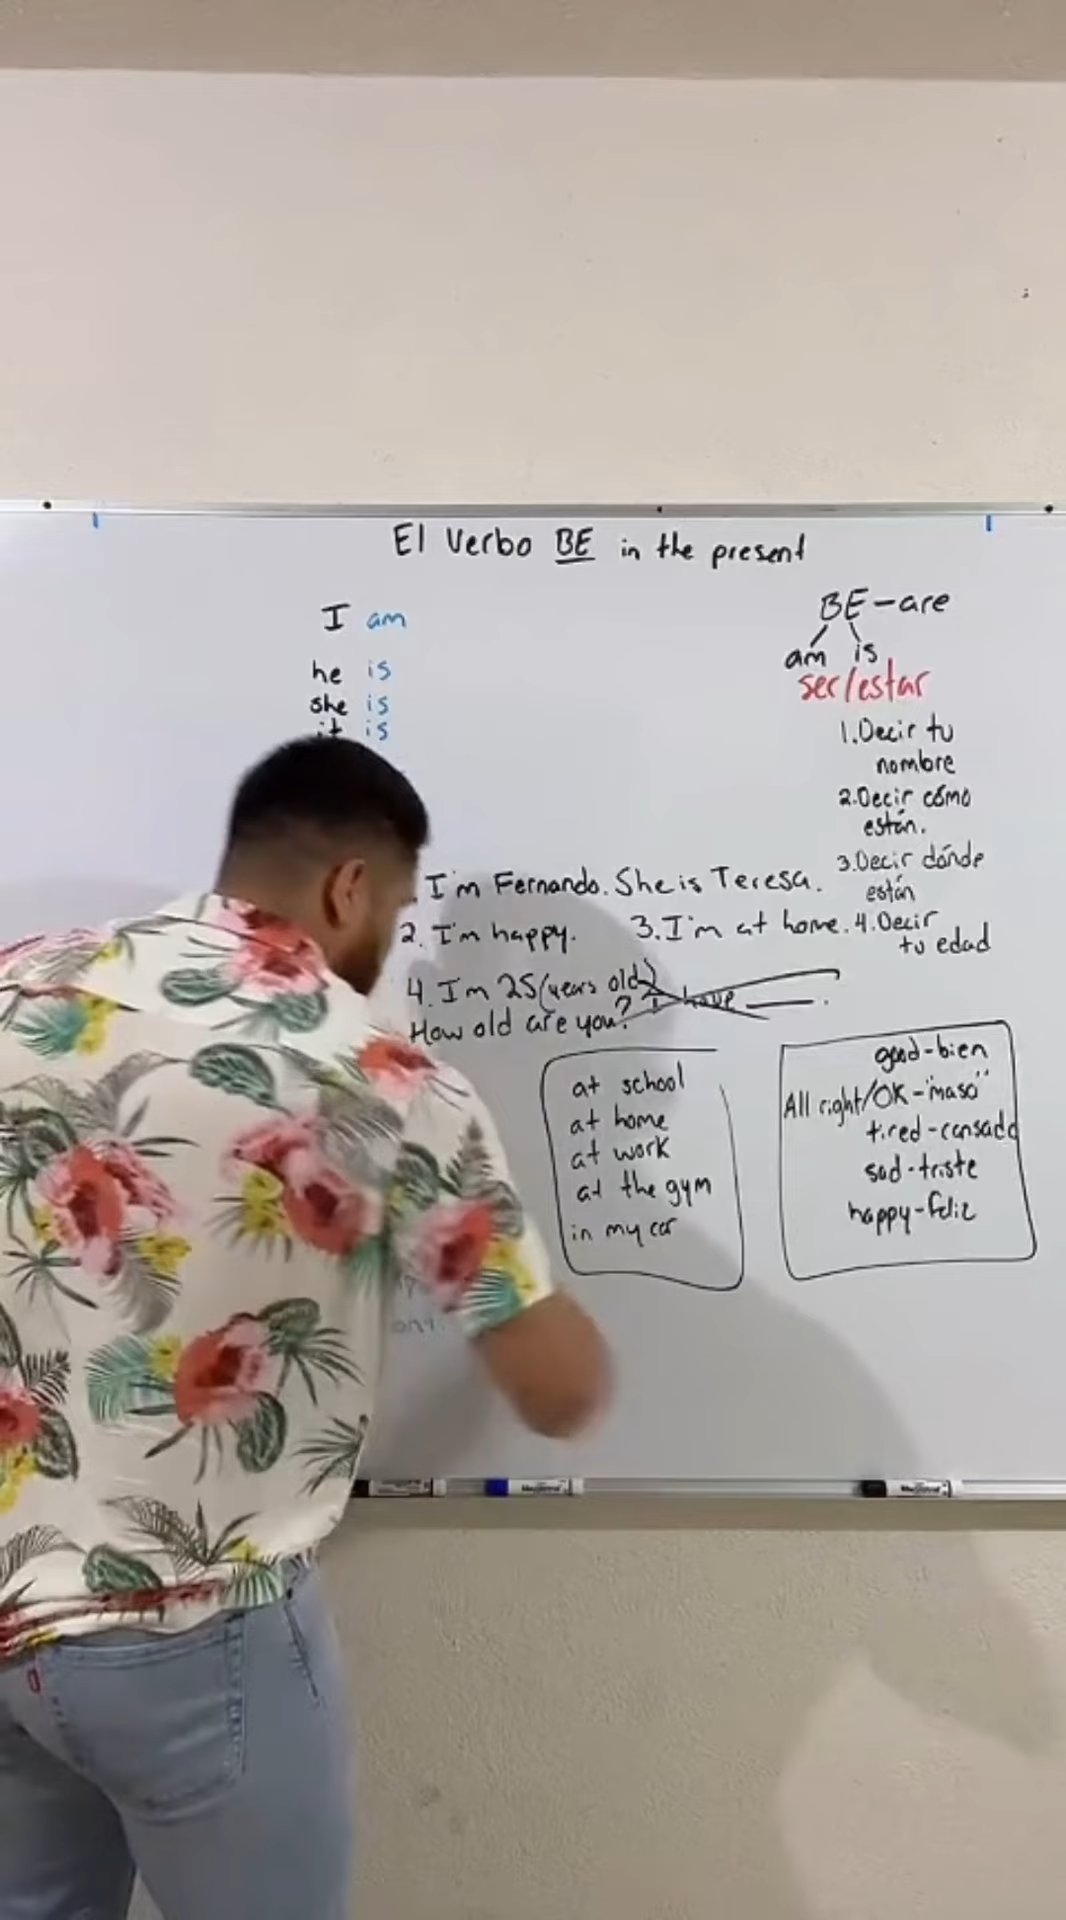 El Verbo BE in the present
I am
he is
she is
it is
BE-are
am is
ser/estar
1.Decir tu
nombre
2.Decir cómo
están.
3.Decir dónde
están
4.Decir
tu edad
I'm Fernando. She is Teresa.
2. I'm happy. 3. I'm at home.
4. I'm 25 (years old) I have ____.
How old are you?
at school
at home
at work
at the gym
in my car
good-bien
All right/OK-"maso"
tired-cansado
sad-triste
happy-feliz